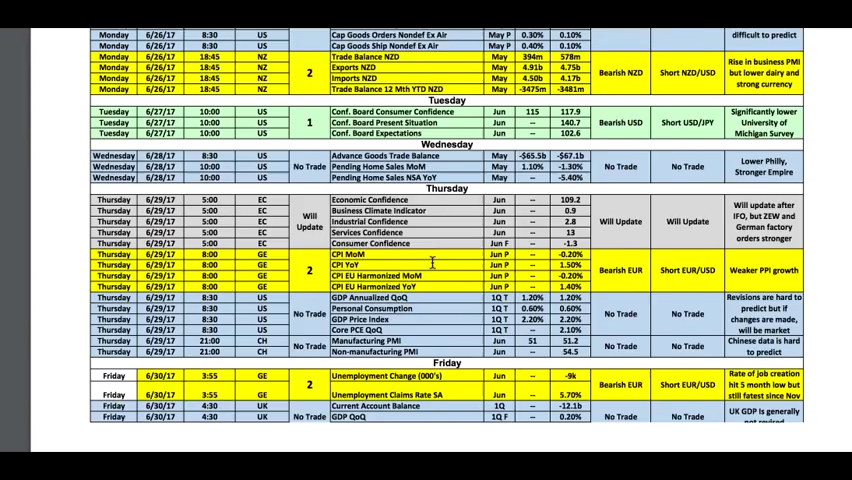 Monday 6/26/17 8:30 US Cap Goods Orders Nondef Ex Air May P 0.30% 0.10% difficult to predict
Monday 6/26/17 8:30 US Cap Goods Ship Nondef Ex Air May P 0.40% 0.10%
Monday 6/26/17 18:45 NZ 2 Trade Balance NZD May 394m 578m Bearish NZD Short NZD/USD Rise in business PMI but lower dairy and strong currency
Monday 6/26/17 18:45 NZ Exports NZD May 4.91b 4.75b
Monday 6/26/17 18:45 NZ Imports NZD May 4.50b 4.17b
Monday 6/26/17 18:45 NZ Trade Balance 12 Mth YTD NZD May -3475m -3481m
Tuesday
Tuesday 6/27/17 10:00 US 1 Conf. Board Consumer Confidence Jun 115 117.9 Bearish USD Short USD/JPY Significantly lower University of Michigan Survey
Tuesday 6/27/17 10:00 US Conf. Board Present Situation Jun -- 140.7
Tuesday 6/27/17 10:00 US Conf. Board Expectations Jun -- 102.6
Wednesday
Wednesday 6/28/17 8:30 US No Trade Advance Goods Trade Balance May -$65.5b -$67.1b No Trade No Trade Lower Philly, Stronger Empire
Wednesday 6/28/17 10:00 US Pending Home Sales MoM May 1.10% -1.30%
Wednesday 6/28/17 10:00 US Pending Home Sales NSA YoY May -- -5.40%
Thursday
Thursday 6/29/17 5:00 EC Will Update Economic Confidence Jun -- 109.2 Will Update Will Update Will update after IFO, but ZEW and German factory orders stronger
Thursday 6/29/17 5:00 EC Business Climate Indicator Jun -- 0.9
Thursday 6/29/17 5:00 EC Industrial Confidence Jun -- 2.8
Thursday 6/29/17 5:00 EC Services Confidence Jun -- 13
Thursday 6/29/17 5:00 EC Consumer Confidence Jun F -- -1.3
Thursday 6/29/17 8:00 GE 2 CPI MoM Jun P -- -0.20% Bearish EUR Short EUR/USD Weaker PPI growth
Thursday 6/29/17 8:00 GE CPI YoY Jun P -- 1.50%
Thursday 6/29/17 8:00 GE CPI EU Harmonized MoM Jun P -- -0.20%
Thursday 6/29/17 8:00 GE CPI EU Harmonized YoY Jun P -- 1.40%
Thursday 6/29/17 8:30 US No Trade GDP Annualized QoQ 1Q T 1.20% 1.20% No Trade No Trade Revisions are hard to predict but if changes are made, will be market
Thursday 6/29/17 8:30 US Personal Consumption 1Q T 0.60% 0.60%
Thursday 6/29/17 8:30 US GDP Price Index 1Q T 2.20% 2.20%
Thursday 6/29/17 8:30 US Core PCE QoQ 1Q T -- 2.10%
Thursday 6/29/17 21:00 CH No Trade Manufacturing PMI Jun 51 51.2 No Trade No Trade Chinese data is hard to predict
Thursday 6/29/17 21:00 CH Non-manufacturing PMI Jun -- 54.5
Friday
Friday 6/30/17 3:55 GE 2 Unemployment Change (000's) Jun -- -9k Bearish EUR Short EUR/USD Rate of job creation hit 5 month low but still fatest since Nov
Friday 6/30/17 3:55 GE Unemployment Claims Rate SA Jun -- 5.70%
Friday 6/30/17 4:30 UK No Trade Current Account Balance 1Q -- -12.1b No Trade No Trade UK GDP Is generally
Friday 6/30/17 4:30 UK GDP QoQ 1Q F -- 0.20%